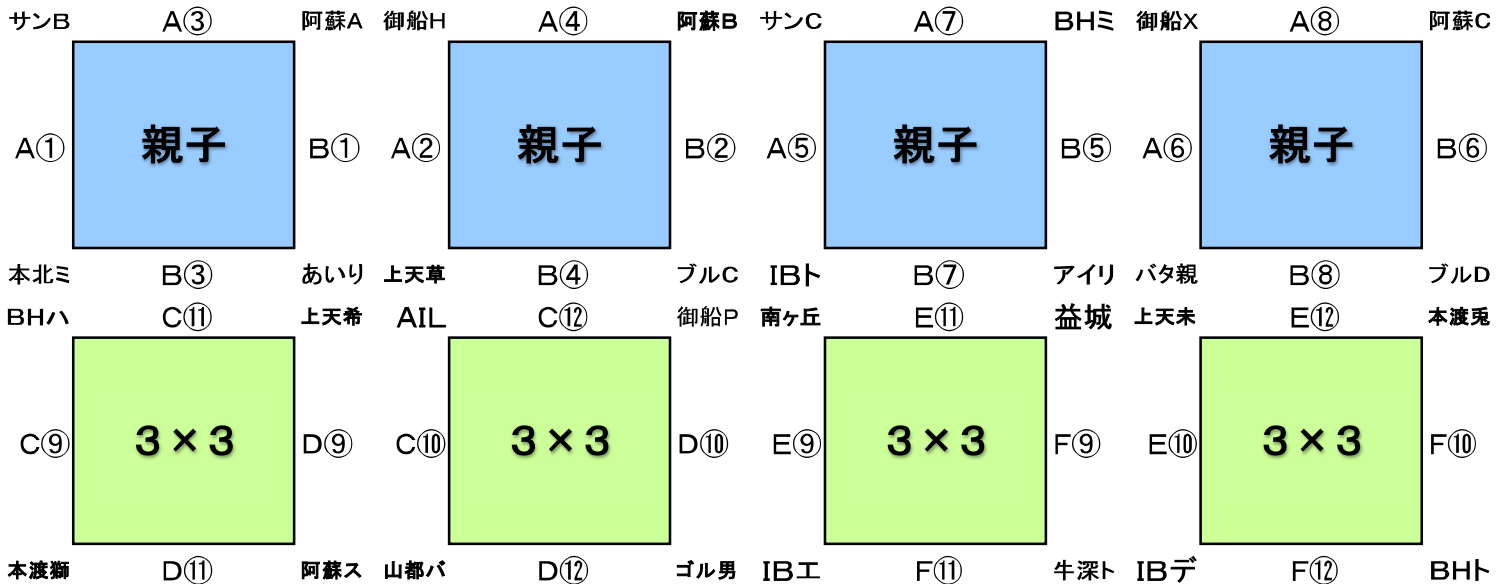 サンB A③ 阿蘇A 御船H A④ 阿蘇B サンC A⑦ BHミ 御船X A⑧ 阿蘇C
A① 親子 B① A② 親子 B② A⑤ 親子 B⑤ A⑥ 親子 B⑥
本北ミ B③ あいり 上天草 B④ ブルC IBト B⑦ アイリ バタ親 B⑧ ブルD
BHハ C⑪ 上天希 AIL C⑫ 御船P 南ヶ丘 E⑪ 益城 上天未 E⑫ 本渡兎
C⑨ 3×3 D⑨ C⑩ 3×3 D⑩ E⑨ 3×3 F⑨ E⑩ 3×3 F⑩
本渡獅 D⑪ 阿蘇ス 山都バ D⑫ ゴル男 IBエ F⑪ 牛深ト IBデ F⑫ BHト